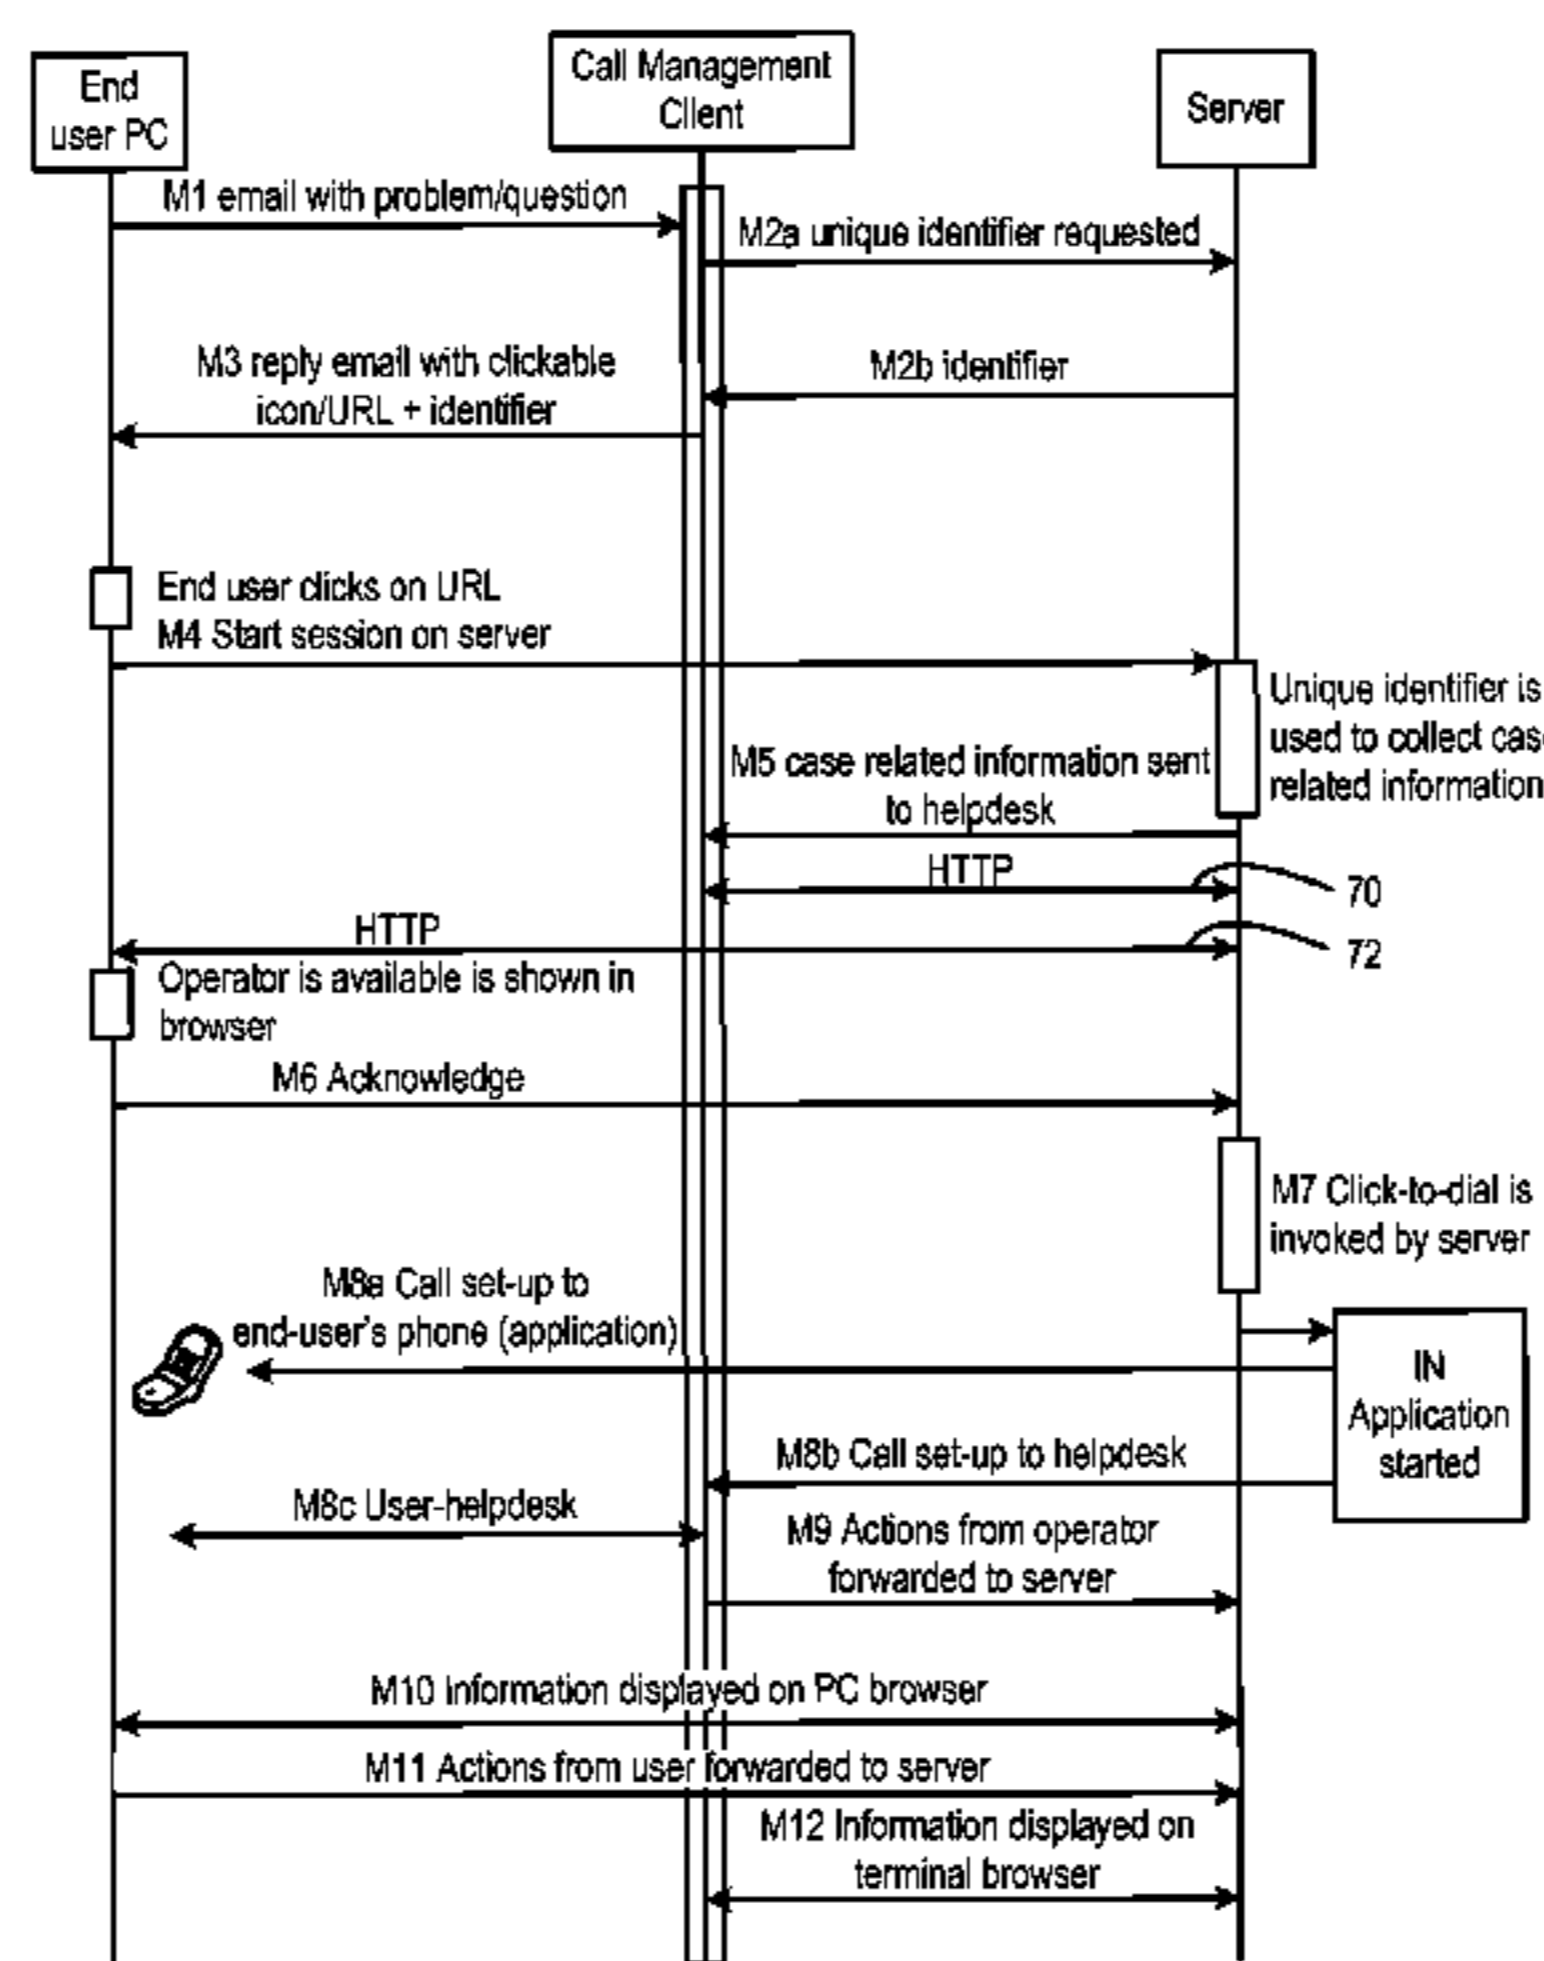 End
user PC
Call Management
Client
Server
M1 email with problem/question
M2a unique identifier requested
M3 reply email with clickable
icon/URL + identifier
M2b identifier
End user clicks on URL
M4 Start session on server
Unique identifier is
used to collect cas
related information
M5 case related information sent
to helpdesk
HTTP
70
HTTP
72
Operator is available is shown in
browser
M6 Acknowledge
M7 Click-to-dial is
invoked by server
M8a Call set-up to
end-user's phone (application)
IN
Application
started
M8b Call set-up to helpdesk
M8c User-helpdesk
M9 Actions from operator
forwarded to server
M10 Information displayed on PC browser
M11 Actions from user forwarded to server
M12 Information displayed on
terminal browser